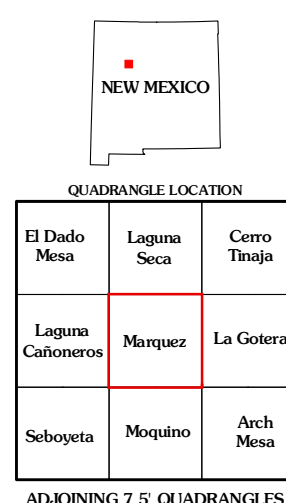 NEW MEXICO
QUADRANGLE LOCATION
El Dado Laguna Cerro
Mesa Seca Tinaja
Laguna Marquez La Gotera
Cañoneros
Seboyeta Moquino Arch
Mesa
ADJOINING 7.5' QUADRANGLES